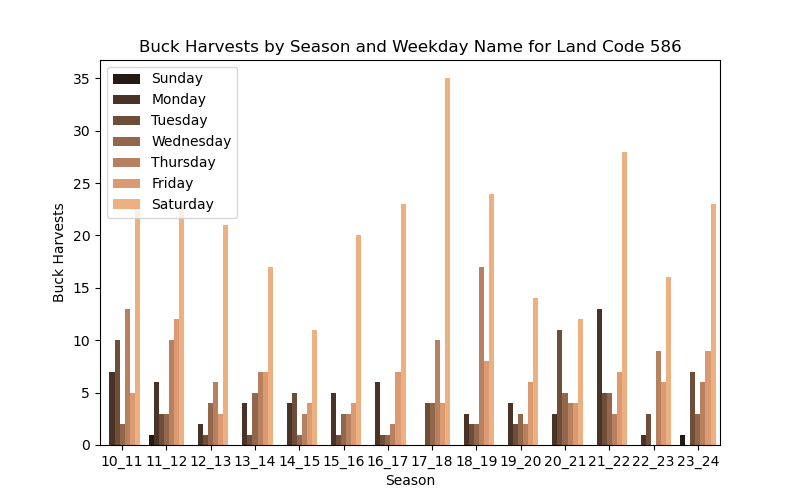 Buck Harvests by Season and Weekday Name for Land Code 586
Buck Harvests
35
30
25
20
15
10
5
0
Sunday
Monday
Tuesday
Wednesday
Thursday
Friday
Saturday
10_11 11_12 12_13 13_14 14_15 15_16 16_17 17_18 18_19 19_20 20_21 21_22 22_23 23_24
Season